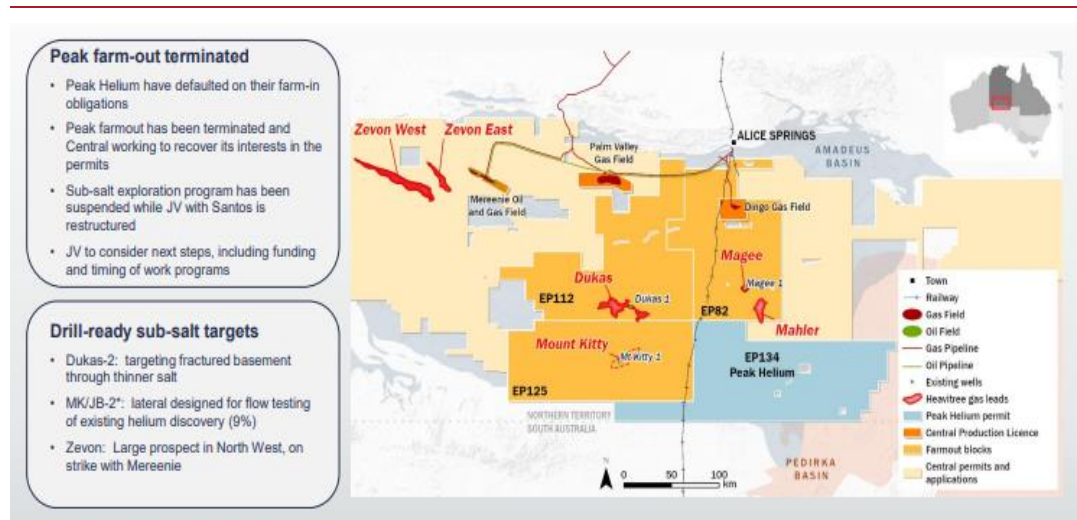 Peak farm-out terminated
• Peak Helium have defaulted on their farm-in
obligations
• Peak farmout has been terminated and
Central working to recover its interests in the
permits
• Sub-salt exploration program has been
suspended while JV with Santos is
restructured
• JV to consider next steps, including funding
and timing of work programs
Drill-ready sub-salt targets
• Dukas-2: targeting fractured basement
through thinner salt
• MK/JB-2*: lateral designed for flow testing
of existing helium discovery (9%)
• Zevon: Large prospect in North West, on
strike with Mereenie
Zevon West
Zevon East
Palm Valley
Gas Field
Mereenie Oil
and Gas Field
ALICE SPRINGS
AMADEUS
BASIN
Dingo Gas Field
Magee
Magee 1
Dukas
Dukas 1
EP112
EP82
Mahler
Mount Kitty
Mt Kitty 1
EP134
Peak Helium
EP125
NORTHERN TERRITORY
SOUTH AUSTRALIA
PEDIRKA
BASIN
N
0 50 100
km
Town
Railway
Gas Field
Oil Field
Gas Pipeline
Oil Pipeline
Existing wells
Heavitree gas leads
Peak Helium permit
Central Production Licence
Farmout blocks
Central permits and
applications